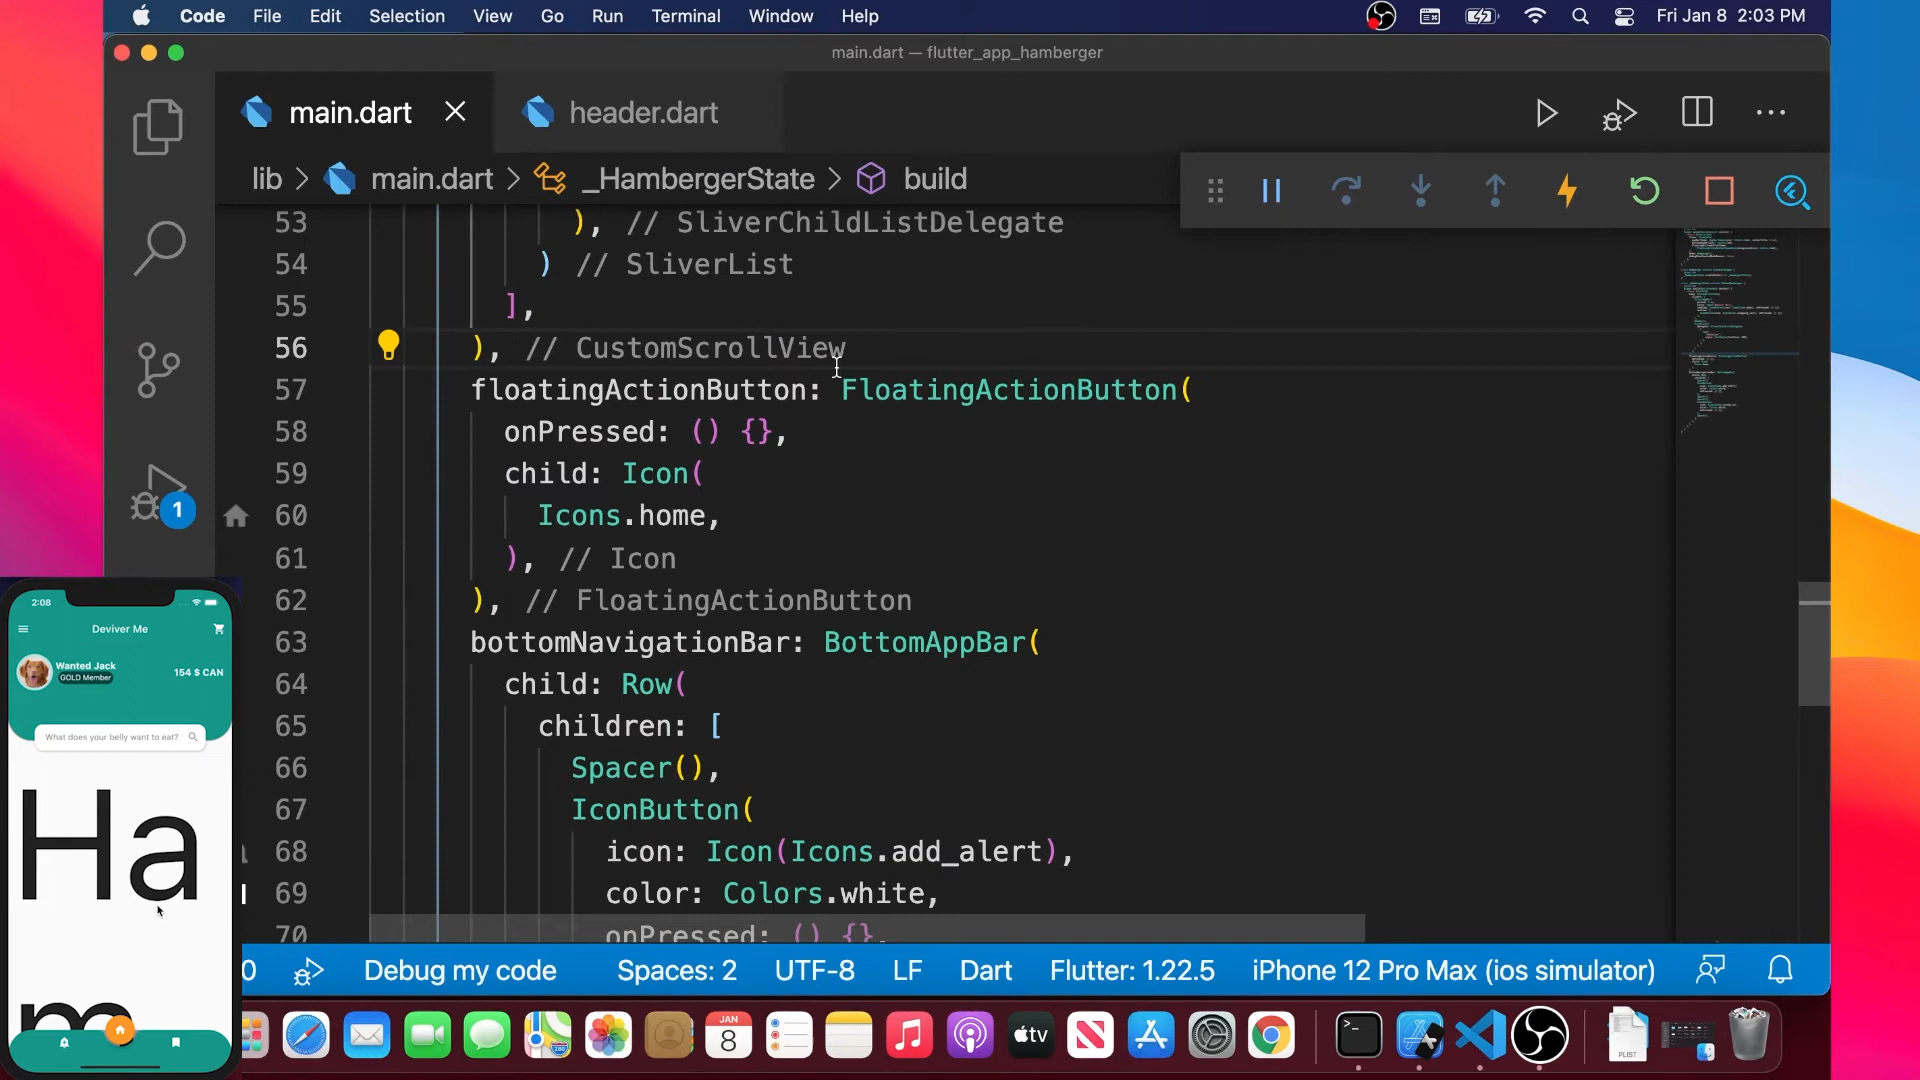 Code File Edit Selection View Go Run Terminal Window Help Fri Jan 8 2:03 PM
main.dart — flutter_app_hamberger
main.dart header.dart
lib > main.dart > _HambergerState > build
53 ), // SliverChildListDelegate
54 ) // SliverList
55 ],
56 ), // CustomScrollView
57 floatingActionButton: FloatingActionButton(
58 onPressed: () {},
59 child: Icon(
60 Icons.home,
61 ), // Icon
62 ), // FloatingActionButton
63 bottomNavigationBar: BottomAppBar(
64 child: Row(
65 children: [
66 Spacer(),
67 IconButton(
68 icon: Icon(Icons.add_alert),
69 color: Colors.white,
70 onPressed: () {},
1
2:08
Deviver Me
Wanted Jack
GOLD Member
154 $ CAN
What does your belly want to eat?
Ha
m
0 Debug my code Spaces: 2 UTF-8 LF Dart Flutter: 1.22.5 iPhone 12 Pro Max (ios simulator)
JAN
8
280
tv
PLIST